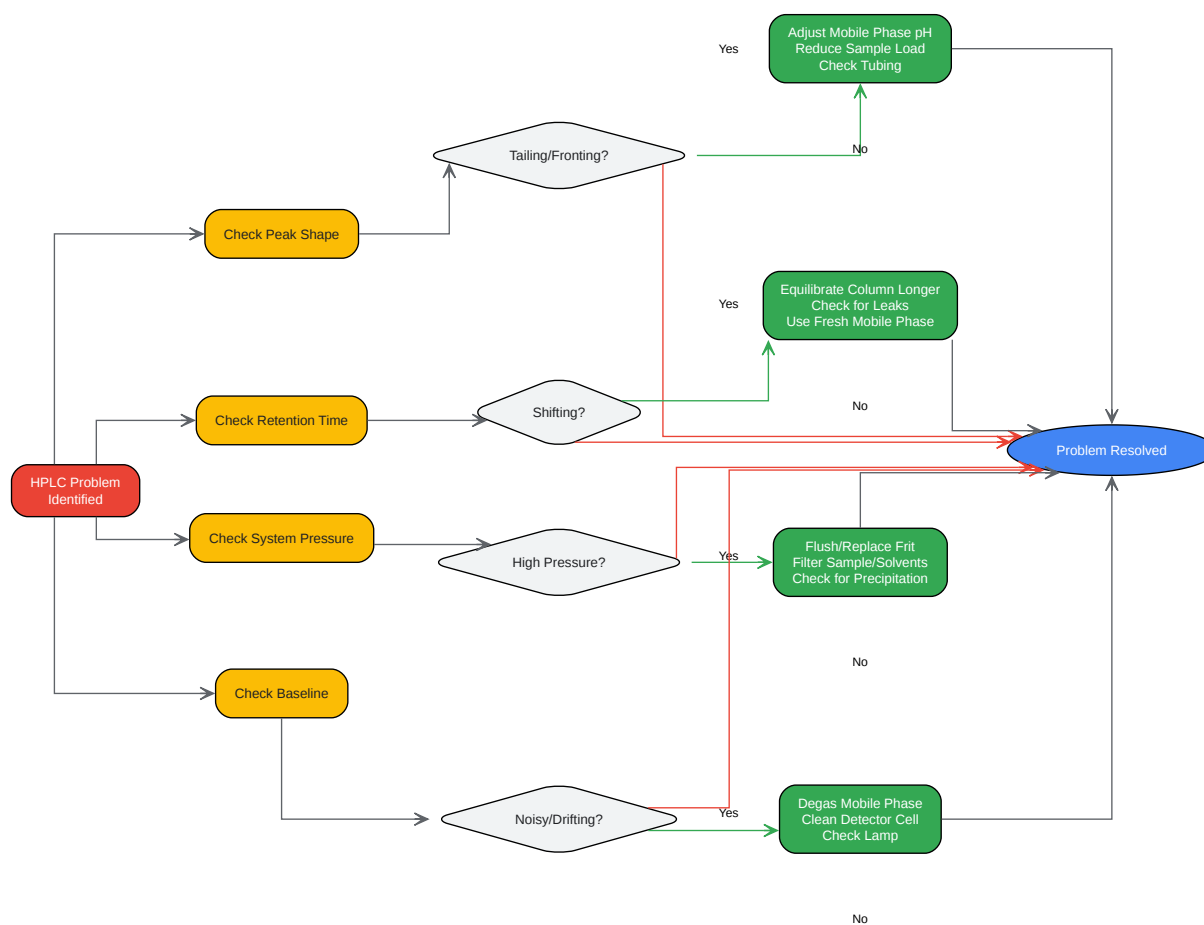 Adjust Mobile Phase pH
Reduce Sample Load
Check Tubing
Yes
No
Tailing/Fronting?
Check Peak Shape
Equilibrate Column Longer
Check for Leaks
Use Fresh Mobile Phase
Yes
No
Shifting?
Check Retention Time
Problem Resolved
HPLC Problem
Identified
Check System Pressure
High Pressure?
Yes
Flush/Replace Frit
Filter Sample/Solvents
Check for Precipitation
No
Check Baseline
Noisy/Drifting?
Yes
Degas Mobile Phase
Clean Detector Cell
Check Lamp
No